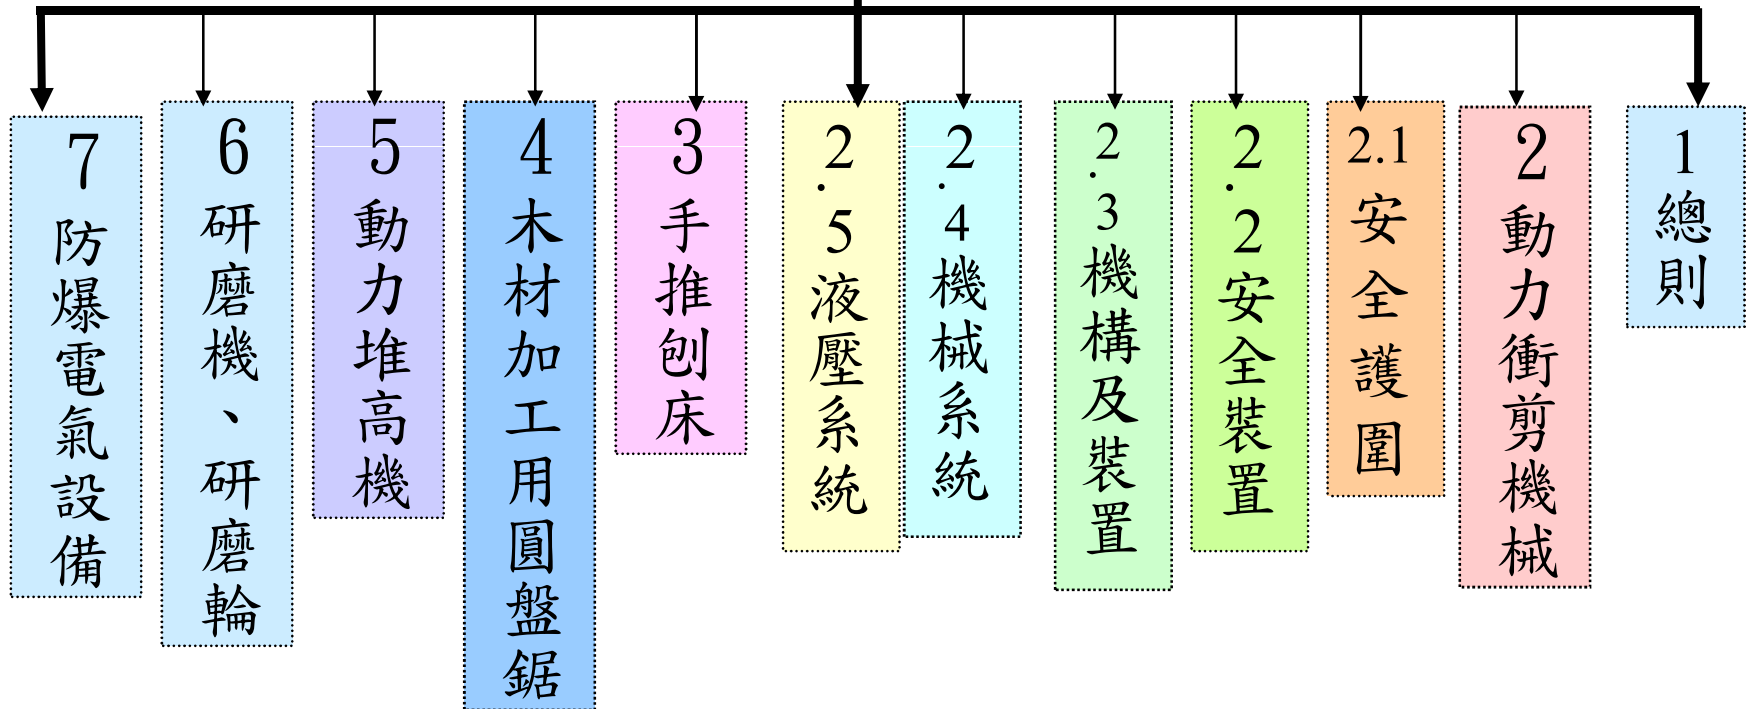 1總則
2動力衝剪機械
2.1安全護圍
2.2安全裝置
2.3機構及裝置
2.4機械系統
2.5液壓系統
3手推刨床
4木材加工用圓盤鋸
5動力堆高機
6研磨機、研磨輪
7防爆電氣設備